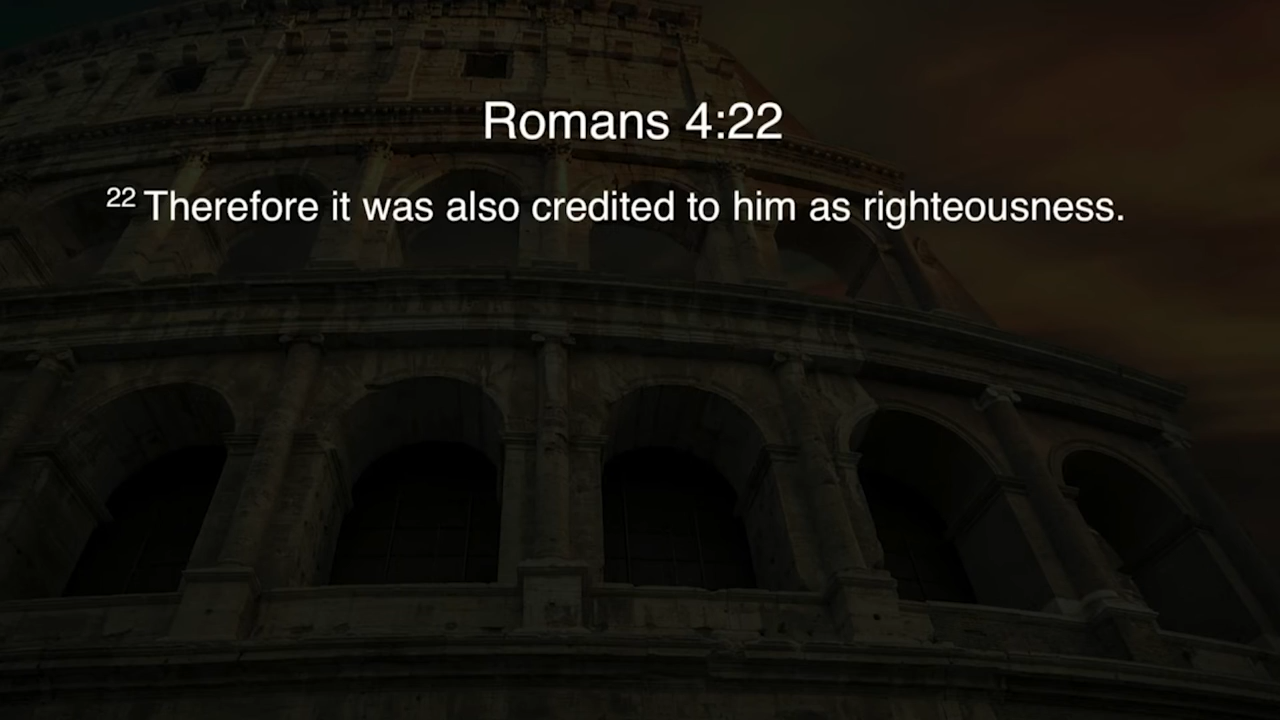 Romans 4:22
22 Therefore it was also credited to him as righteousness.